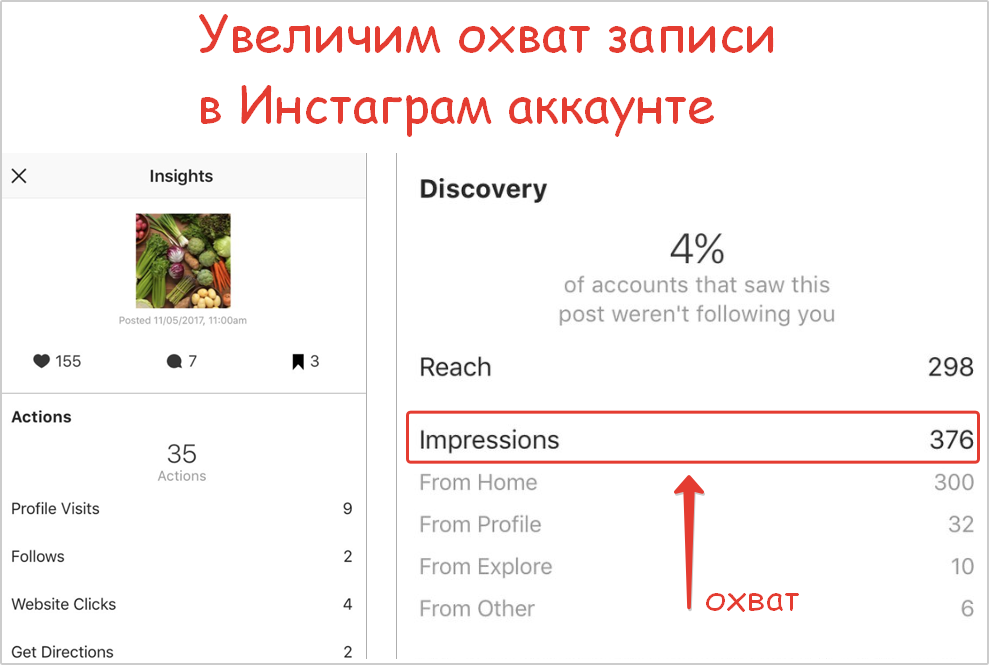 Увеличим охват записи
в Инстаграм аккаунте
Insights
Posted 11/05/2017, 11:00am
155 7 3
Actions
35
Actions
Profile Visits 9
Follows 2
Website Clicks 4
Get Directions 2
Discovery
4%
of accounts that saw this
post weren't following you
Reach 298
Impressions 376
From Home 300
From Profile 32
From Explore 10
From Other 6
охват